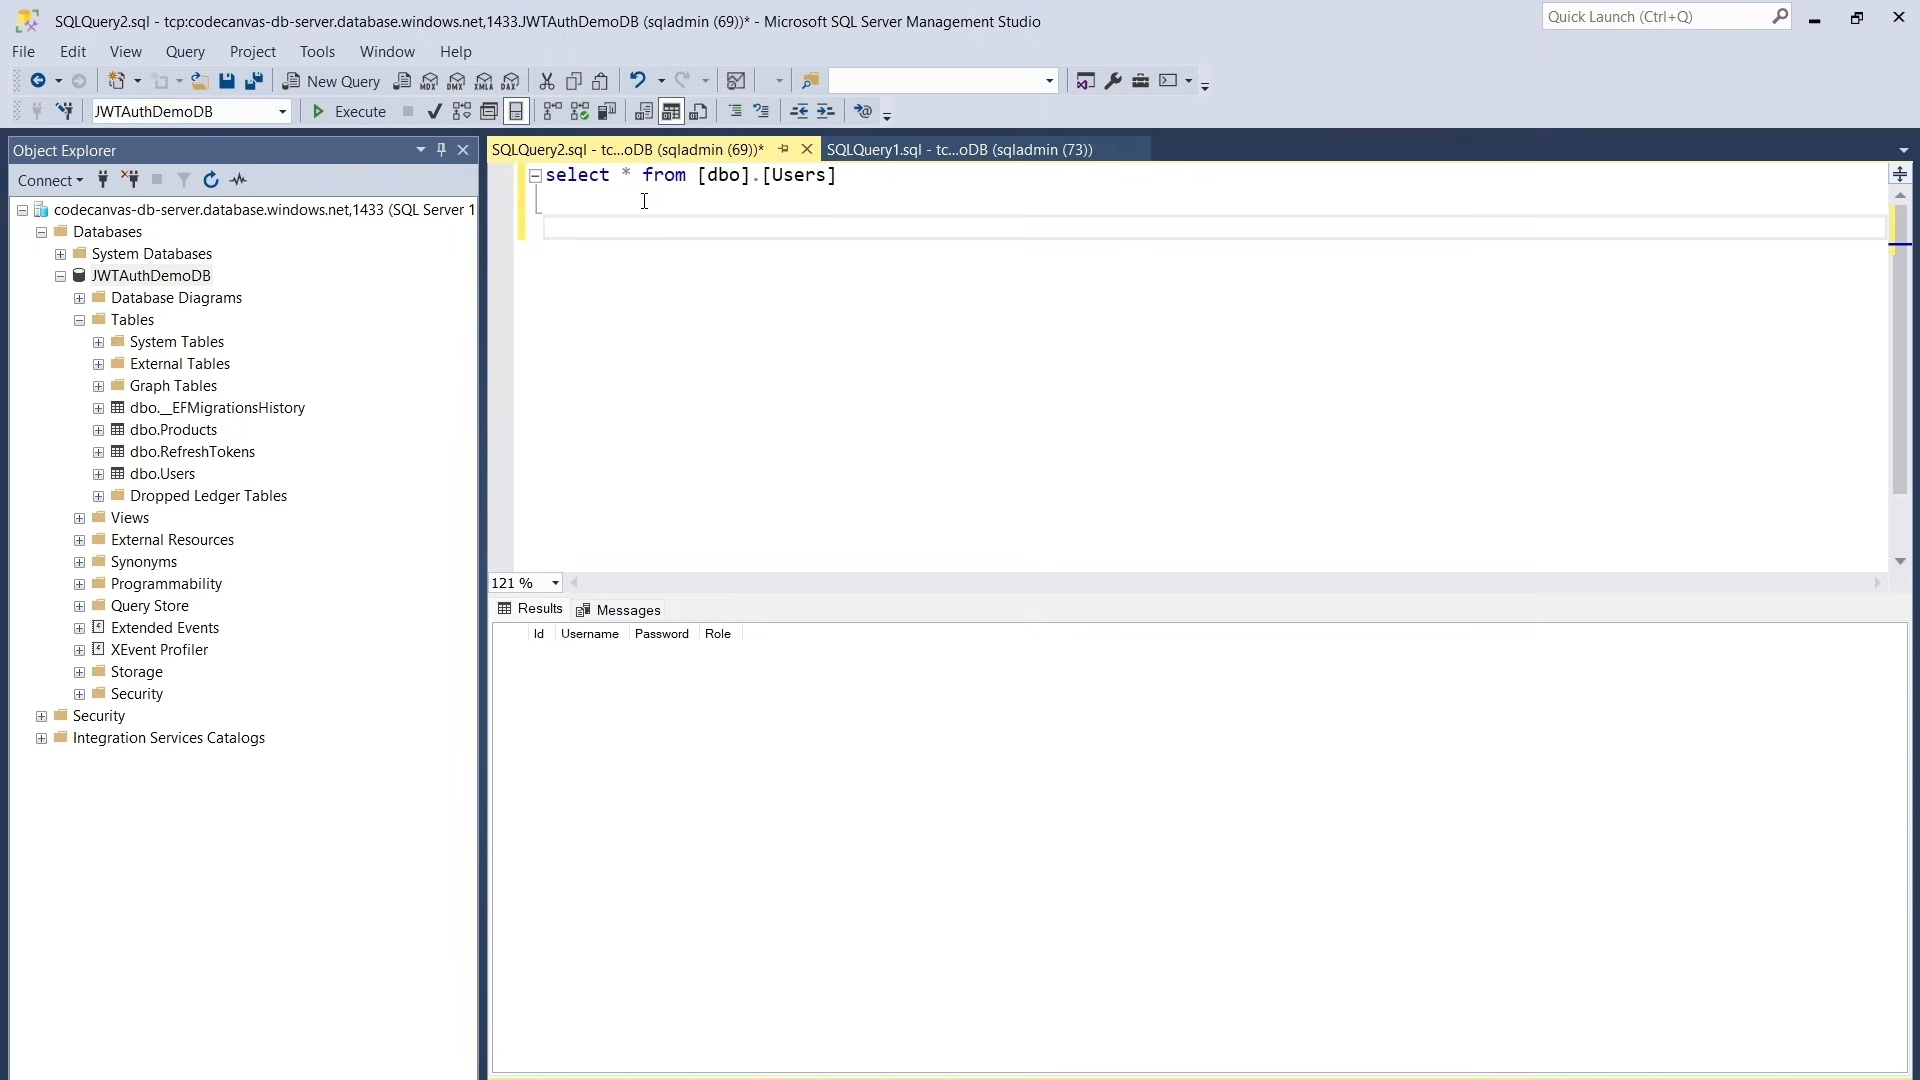 SQLQuery2.sql - tcp:codecanvas-db-server.database.windows.net,1433.JWTAuthDemoDB (sqladmin (69))* - Microsoft SQL Server Management Studio
Quick Launch (Ctrl+Q)
File Edit View Query Project Tools Window Help
New Query MDX DMX XMLA DAX
JWTAuthDemoDB Execute
Object Explorer
SQLQuery2.sql - tc...oDB (sqladmin (69))* SQLQuery1.sql - tc...oDB (sqladmin (73))
Connect
select * from [dbo].[Users]
codecanvas-db-server.database.windows.net,1433 (SQL Server 1
Databases
System Databases
JWTAuthDemoDB
Database Diagrams
Tables
System Tables
External Tables
Graph Tables
dbo.__EFMigrationsHistory
dbo.Products
dbo.RefreshTokens
dbo.Users
Dropped Ledger Tables
Views
External Resources
Synonyms
Programmability
Query Store
Extended Events
XEvent Profiler
Storage
Security
Security
Integration Services Catalogs
121 %
Results Messages
Id Username Password Role